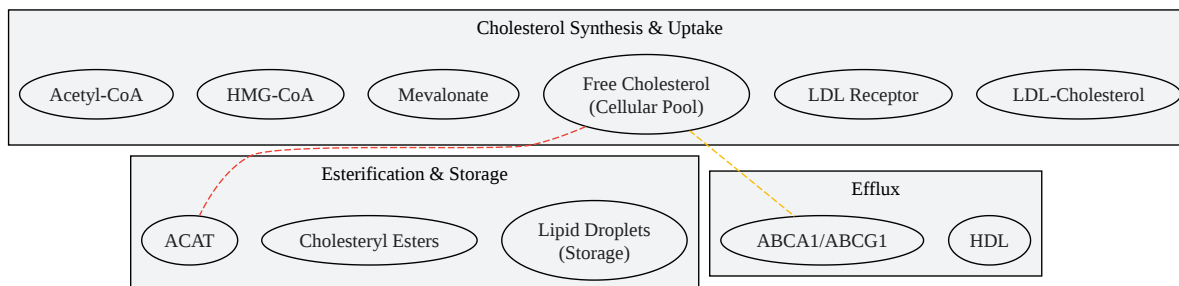 Cholesterol Synthesis & Uptake
Acetyl-CoA
HMG-CoA
Mevalonate
Free Cholesterol
(Cellular Pool)
LDL Receptor
LDL-Cholesterol
Esterification & Storage
ACAT
Cholesteryl Esters
Lipid Droplets
(Storage)
Efflux
ABCA1/ABCG1
HDL